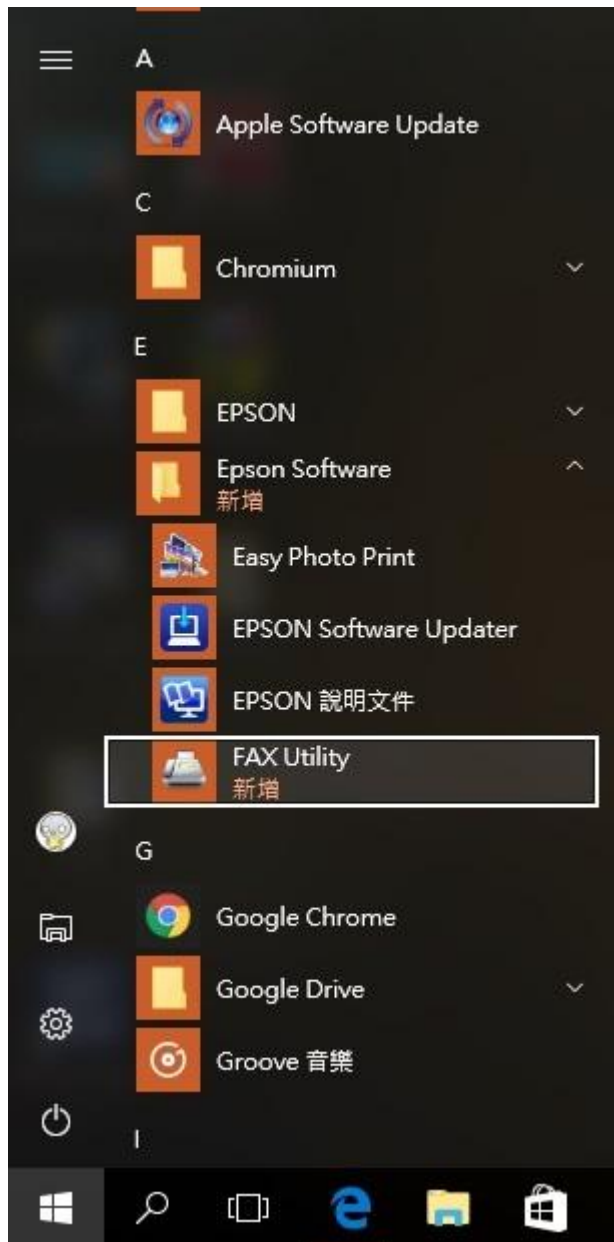 A
Apple Software Update
C
Chromium
E
EPSON
Epson Software
新增
Easy Photo Print
EPSON Software Updater
EPSON 說明文件
FAX Utility
新增
G
Google Chrome
Google Drive
Groove 音樂
I